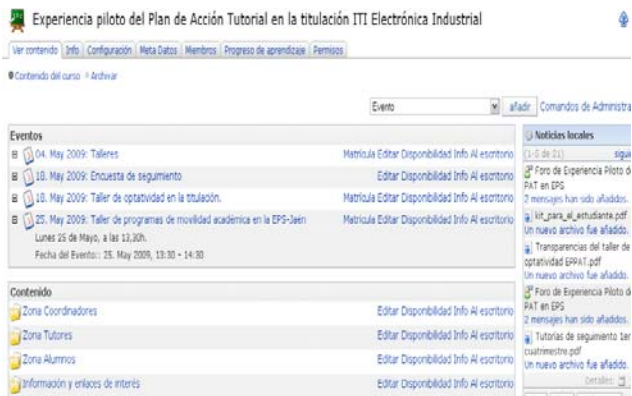 Experiencia piloto del Plan de Acción Tutorial en la titulación ITI Electrónica Industrial
Ver contenido Info Configuración Meta Datos Miembros Progreso de aprendizaje Permisos
Contenido del curso Archivar
Evento añadir Comandos de Administra
Eventos
04. May 2009: Talleres Matrícula Editar Disponibilidad Info Al escritorio
18. May 2009: Encuesta de seguimiento Editar Disponibilidad Info Al escritorio
18. May 2009: Taller de optatividad en la titulación. Matrícula Editar Disponibilidad Info Al escritorio
25. May 2009: Taller de programas de movilidad académica en la EPS-Jaén Matrícula Editar Disponibilidad Info Al escritorio
Lunes 25 de Mayo, a las 13,30h.
Fecha del Evento:: 25. May 2009, 13:30 - 14:30
Contenido
Zona Coordinadores Editar Disponibilidad Info Al escritorio
Zona Tutores Editar Disponibilidad Info Al escritorio
Zona Alumnos Editar Disponibilidad Info Al escritorio
Información y enlaces de interés Editar Disponibilidad Info Al escritorio
Noticias locales
(1-5 de 21) sigui
Foro de Experiencia Piloto de
PAT en EPS
2 mensajes han sido añadidos.
kit_para_el_estudiante.pdf
Un nuevo archivo fue añadido.
Transparencias del taller de
optatividad EPPAT.pdf
Un nuevo archivo fue añadido.
Foro de Experiencia Piloto de
PAT en EPS
2 mensajes han sido añadidos.
Tutorias de seguimiento 1er
cuatrimestre.pdf
Un nuevo archivo fue añadido.
Detalles: